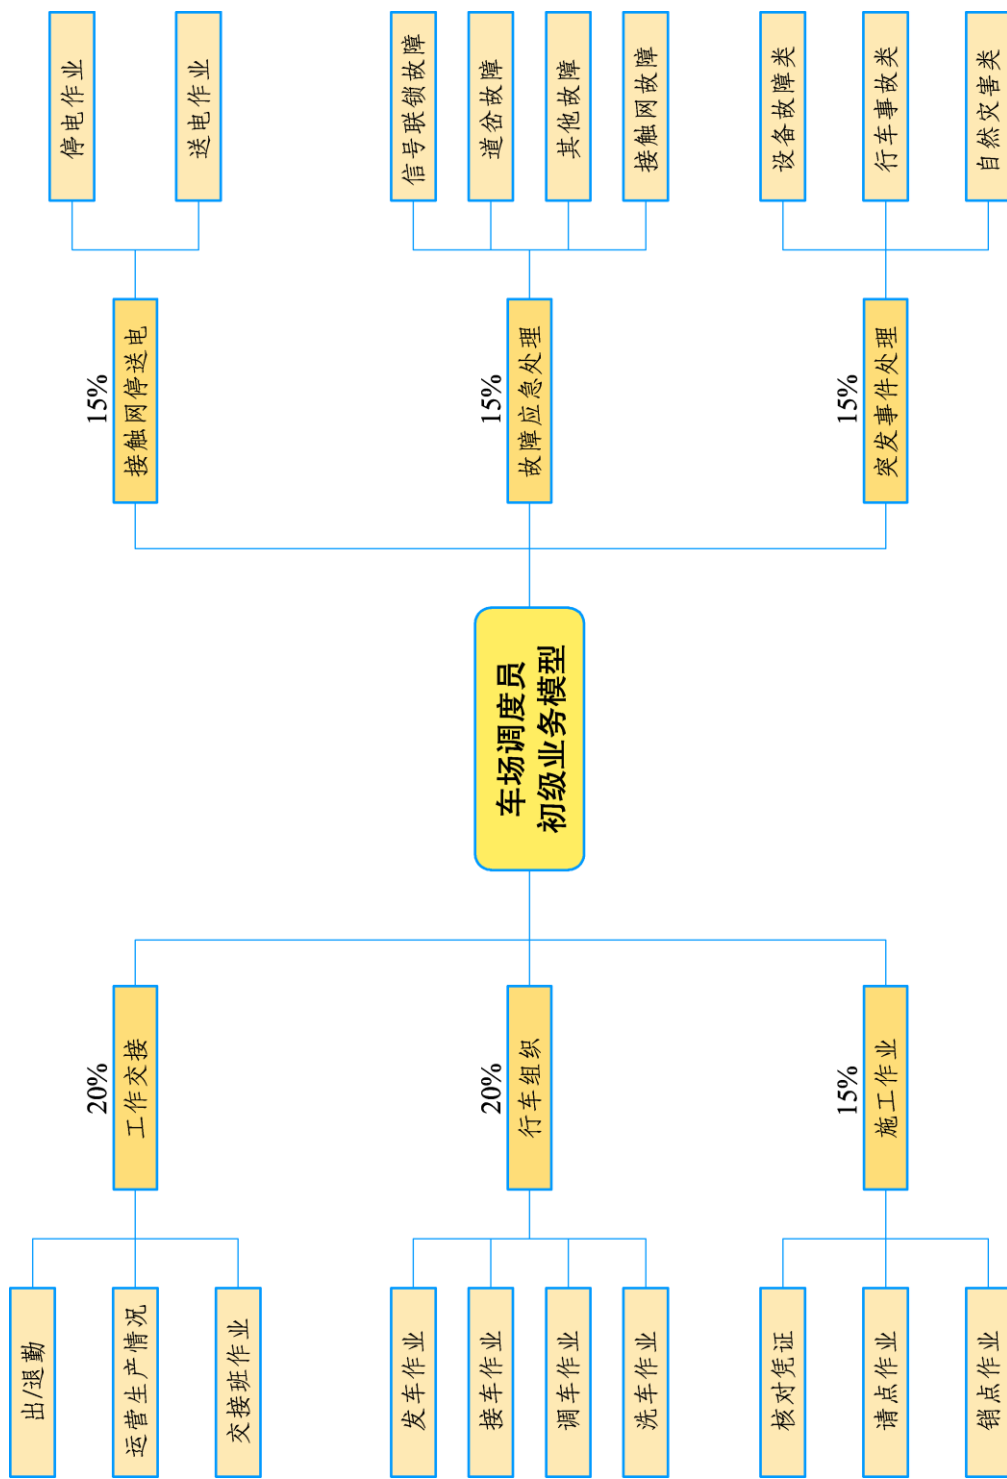 车场调度员
初级业务模型
20%
工作交接
出/退勤
运营生产情况
交接班作业
20%
行车组织
发车作业
接车作业
调车作业
洗车作业
15%
施工作业
核对凭证
请点作业
销点作业
15%
接触网停送电
停电作业
送电作业
15%
故障应急处理
信号联锁故障
道岔故障
其他故障
接触网故障
15%
突发事件处理
设备故障类
行车事故类
自然灾害类